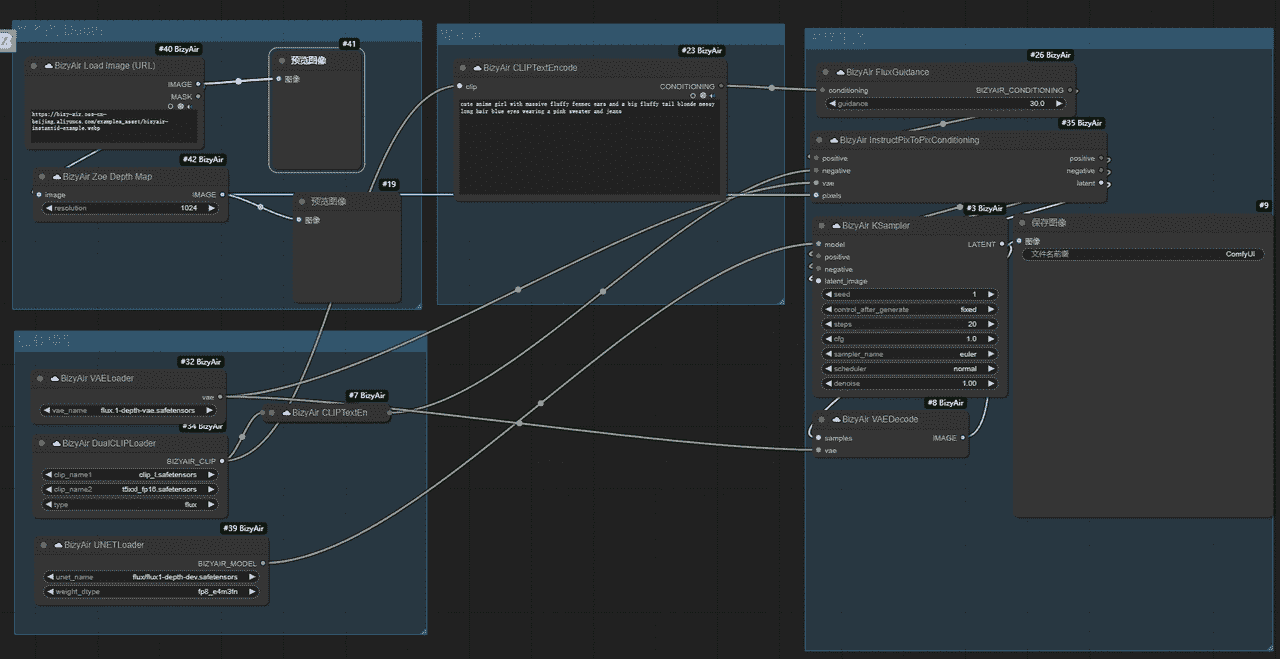 #40 BizyAir
BizyAir Load Image (URL)
IMAGE
MASK
https://bizy-air.oss-cn-
beijing.aliyuncs.com/examples_asset/bizyair-
instantid-example.webp
#41
预览图像
图像
#42 BizyAir
BizyAir Zoe Depth Map
image
IMAGE
resolution
1024
#19
预览图像
图像
#23 BizyAir
BizyAir CLIPTextEncode
clip
CONDITIONING
cute anime girl with massive fluffy fennec ears and a big fluffy tail blonde messy
long hair blue eyes wearing a pink sweater and jeans
#32 BizyAir
BizyAir VAELoader
vae
vae_name
flux.1-depth-vae.safetensors
#34 BizyAir
BizyAir DualCLIPLoader
BIZYAIR_CLIP
clip_name1
clip_l.safetensors
clip_name2
t5xxl_fp16.safetensors
type
flux
#7 BizyAir
BizyAir CLIPTextEn
#39 BizyAir
BizyAir UNETLoader
BIZYAIR_MODEL
unet_name
flux/flux1-depth-dev.safetensors
weight_dtype
fp8_e4m3fn
#26 BizyAir
BizyAir FluxGuidance
conditioning
BIZYAIR_CONDITIONING
guidance
30.0
#35 BizyAir
BizyAir InstructPixToPixConditioning
positive
positive
negative
negative
vae
latent
pixels
#3 BizyAir
BizyAir KSampler
model
LATENT
positive
negative
latent_image
seed
1
control_after_generate
fixed
steps
20
cfg
1.0
sampler_name
euler
scheduler
normal
denoise
1.00
#8 BizyAir
BizyAir VAEDecode
samples
IMAGE
vae
#9
保存图像
图像
文件名前缀
ComfyUI